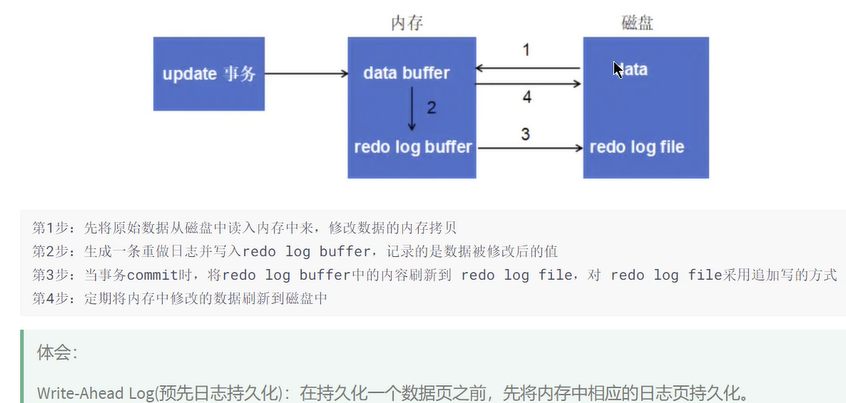 内存
磁盘
update 事务
data buffer
1
data
4
2
3
redo log buffer
redo log file
第1步：先将原始数据从磁盘中读入内存中来，修改数据的内存拷贝
第2步：生成一条重做日志并写入redo log buffer，记录的是数据被修改后的值
第3步：当事务commit时，将redo log buffer中的内容刷新到 redo log file，对 redo log file采用追加写的方式
第4步：定期将内存中修改的数据刷新到磁盘中
体会：
Write-Ahead Log(预先日志持久化)：在持久化一个数据页之前，先将内存中相应的日志页持久化。